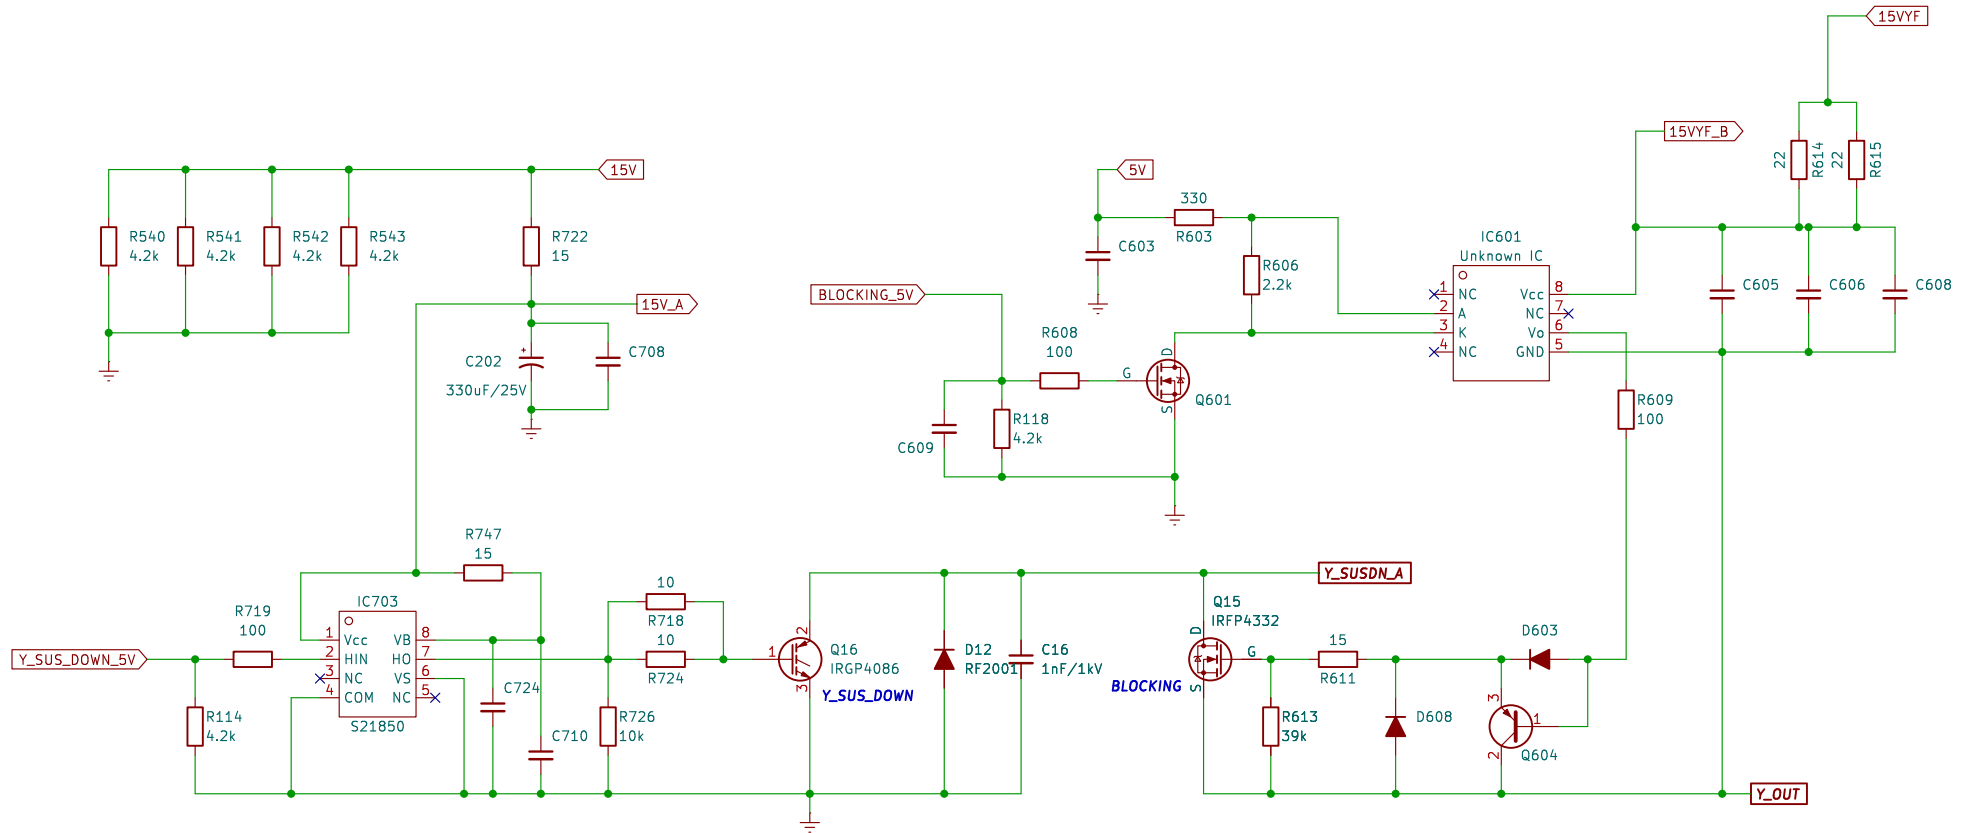 15VYF
15VYF_B
22
R614
22
R615
15V
5V
330
R603
R540
4.2k
R541
4.2k
R542
4.2k
R543
4.2k
R722
15
C603
R606
2.2k
IC601
Unknown IC
1 NC Vcc 8
2 A NC 7
3 K Vo 6
4 NC GND 5
C605
C606
C608
BLOCKING_5V
15V_A
C202
330uF/25V
C708
R608
100
G
D
S
Q601
C609
R118
4.2k
R609
100
R747
15
Y_SUSDN_A
R719
100
IC703
1 Vcc VB 8
2 HIN HO 7
3 NC VS 6
4 COM NC 5
S21850
10
R718
10
R724
Y_SUS_DOWN_5V
R114
4.2k
C724
C710
R726
10k
1
2
3
Q16
IRGP4086
Y_SUS_DOWN
D12
RF2001
C16
1nF/1kV
Q15
IRFP4332
D
G
S
BLOCKING
15
R611
R613
39k
D608
D603
3
1
2
Q604
Y_OUT